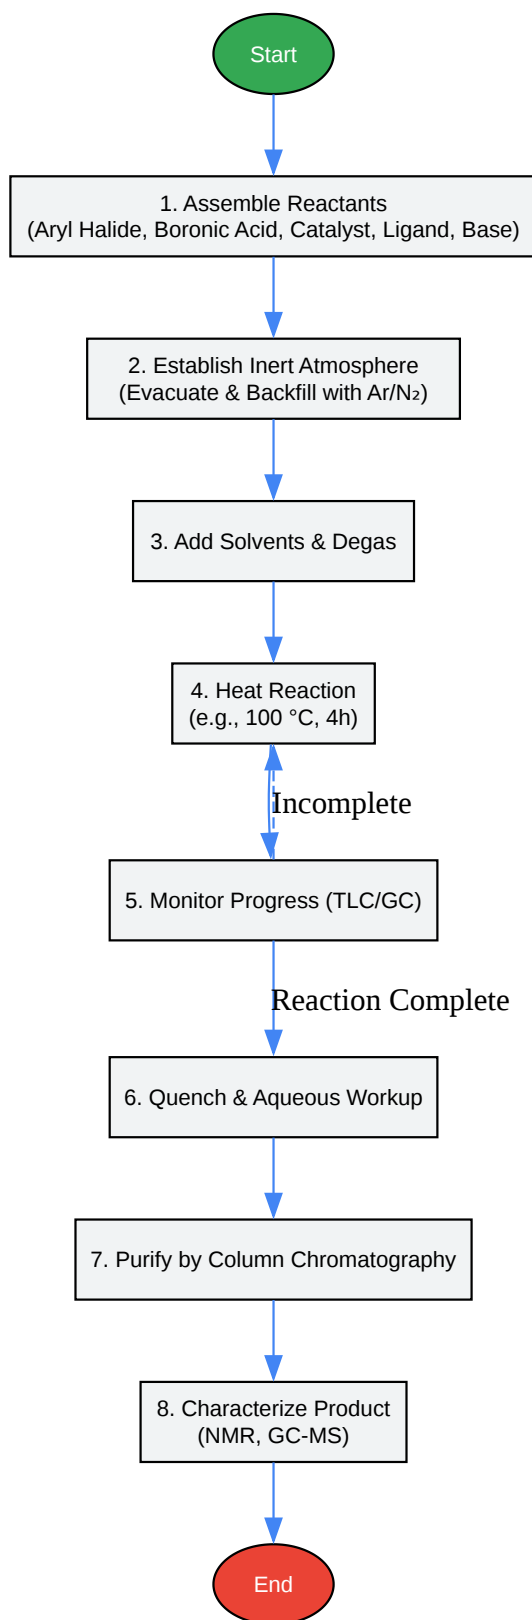 Start
1. Assemble Reactants
(Aryl Halide, Boronic Acid, Catalyst, Ligand, Base)
2. Establish Inert Atmosphere
(Evacuate & Backfill with Ar/N₂)
3. Add Solvents & Degas
4. Heat Reaction
(e.g., 100 °C, 4h)
Incomplete
5. Monitor Progress (TLC/GC)
Reaction Complete
6. Quench & Aqueous Workup
7. Purify by Column Chromatography
8. Characterize Product
(NMR, GC-MS)
End